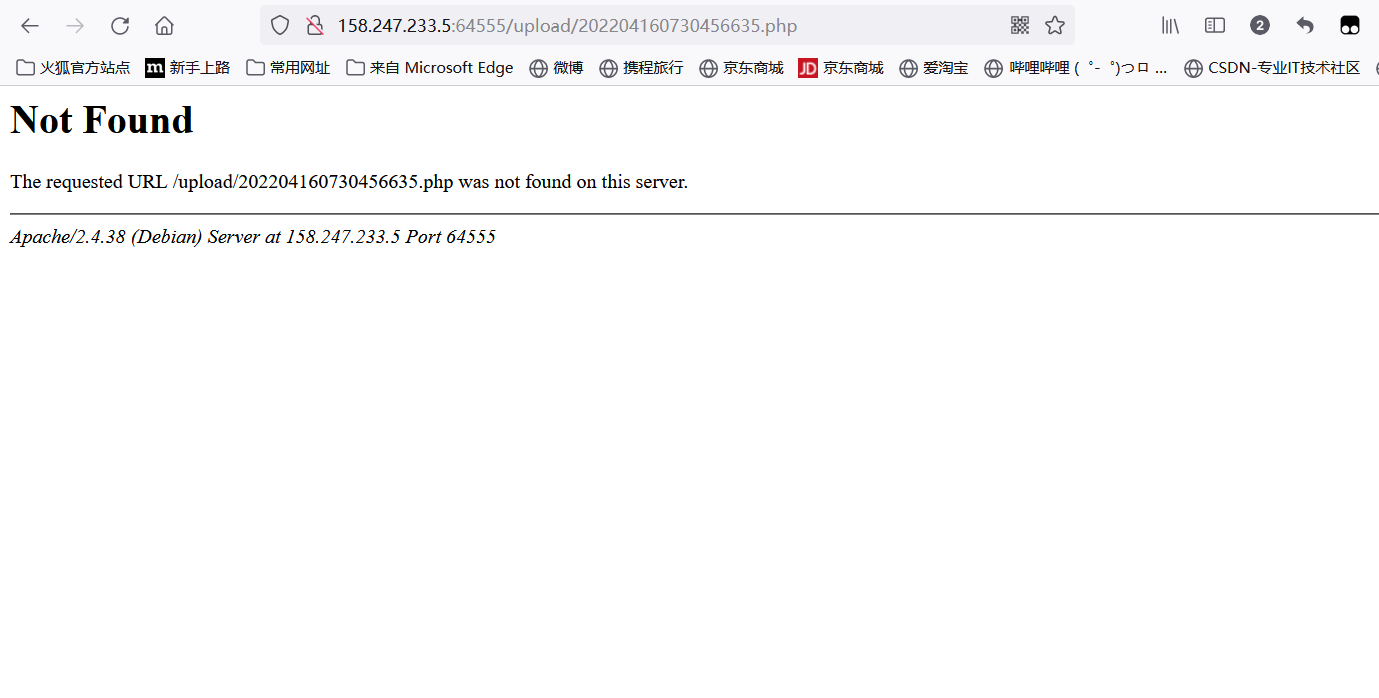 158.247.233.5:64555/upload/202204160730456635.php
2
火狐官方站点 m 新手上路 常用网址 来自 Microsoft Edge 微博 携程旅行 京东商城 JD 京东商城 爱淘宝 哔哩哔哩 ( ゜- ゜)つロ ... CSDN-专业IT技术社区
Not Found
The requested URL /upload/202204160730456635.php was not found on this server.
Apache/2.4.38 (Debian) Server at 158.247.233.5 Port 64555